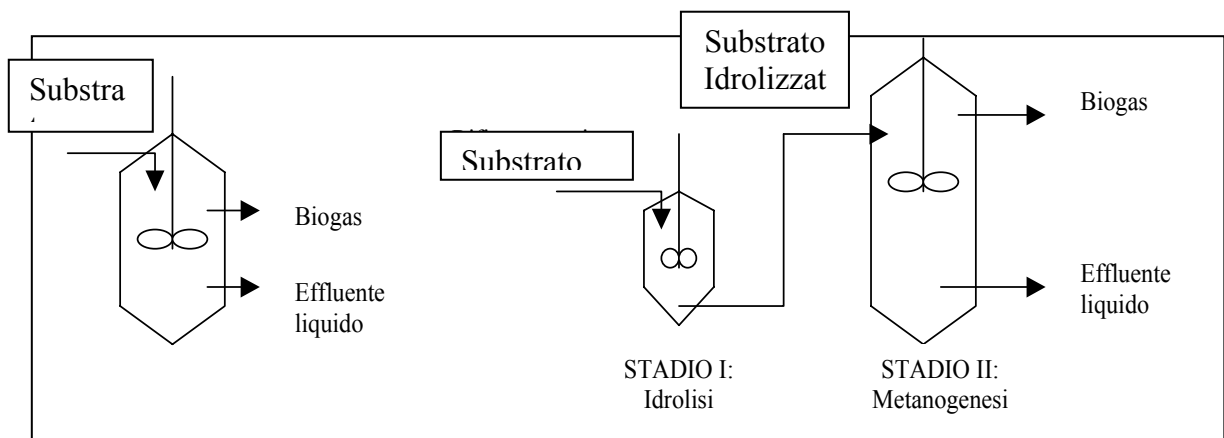 Substra
Biogas
Effluente
liquido
Substrato
STADIO I:
Idrolisi
Substrato
Idrolizzat
Biogas
Effluente
liquido
STADIO II:
Metanogenesi